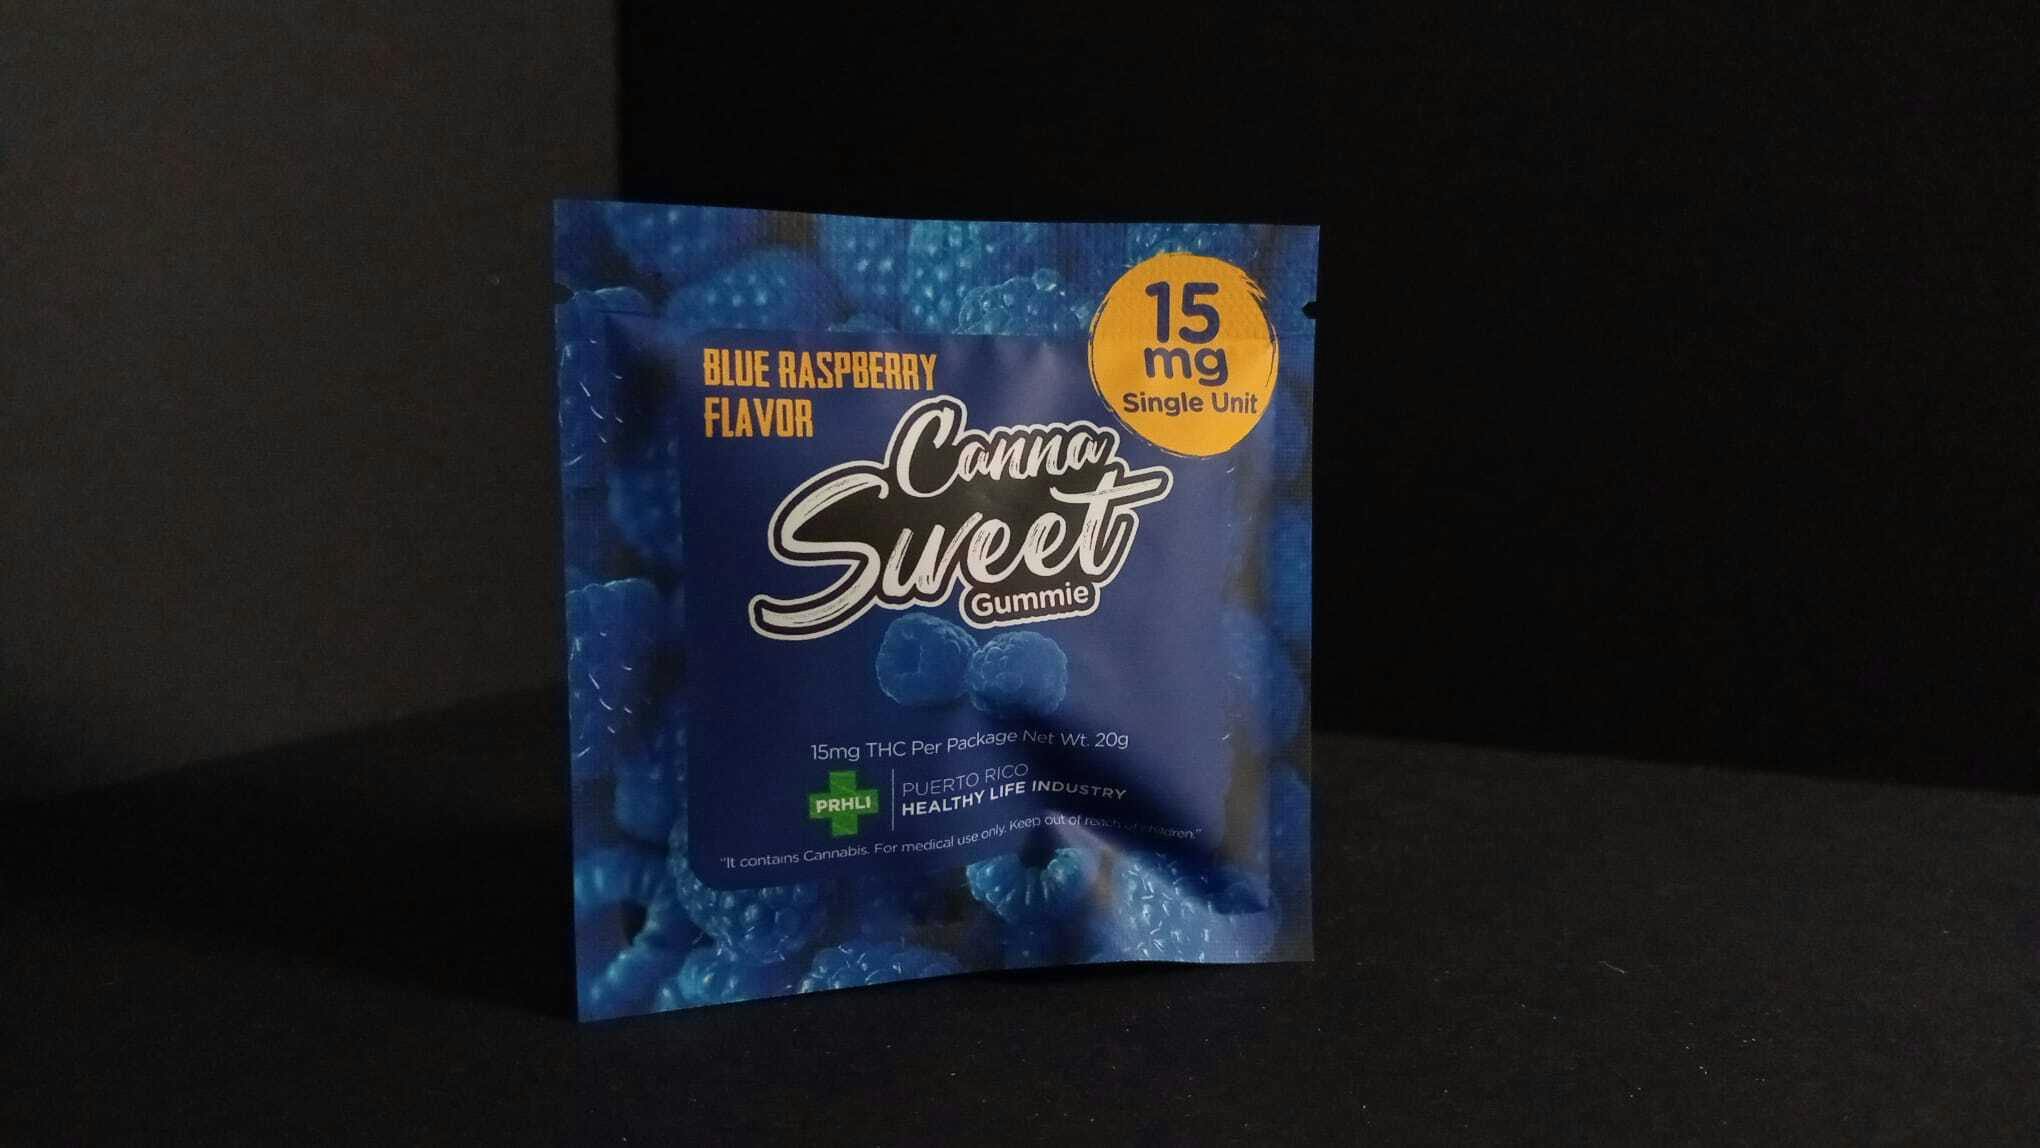 BLUE RASPBERRY
FLAVOR
15
mg
Single Unit
Canna
Sweet
Gummie
15mg THC Per Package Net Wt. 20g
PRHLI
PUERTO RICO
HEALTHY LIFE INDUSTRY
"It contains Cannabis. For medical use only. Keep out of reach of children."